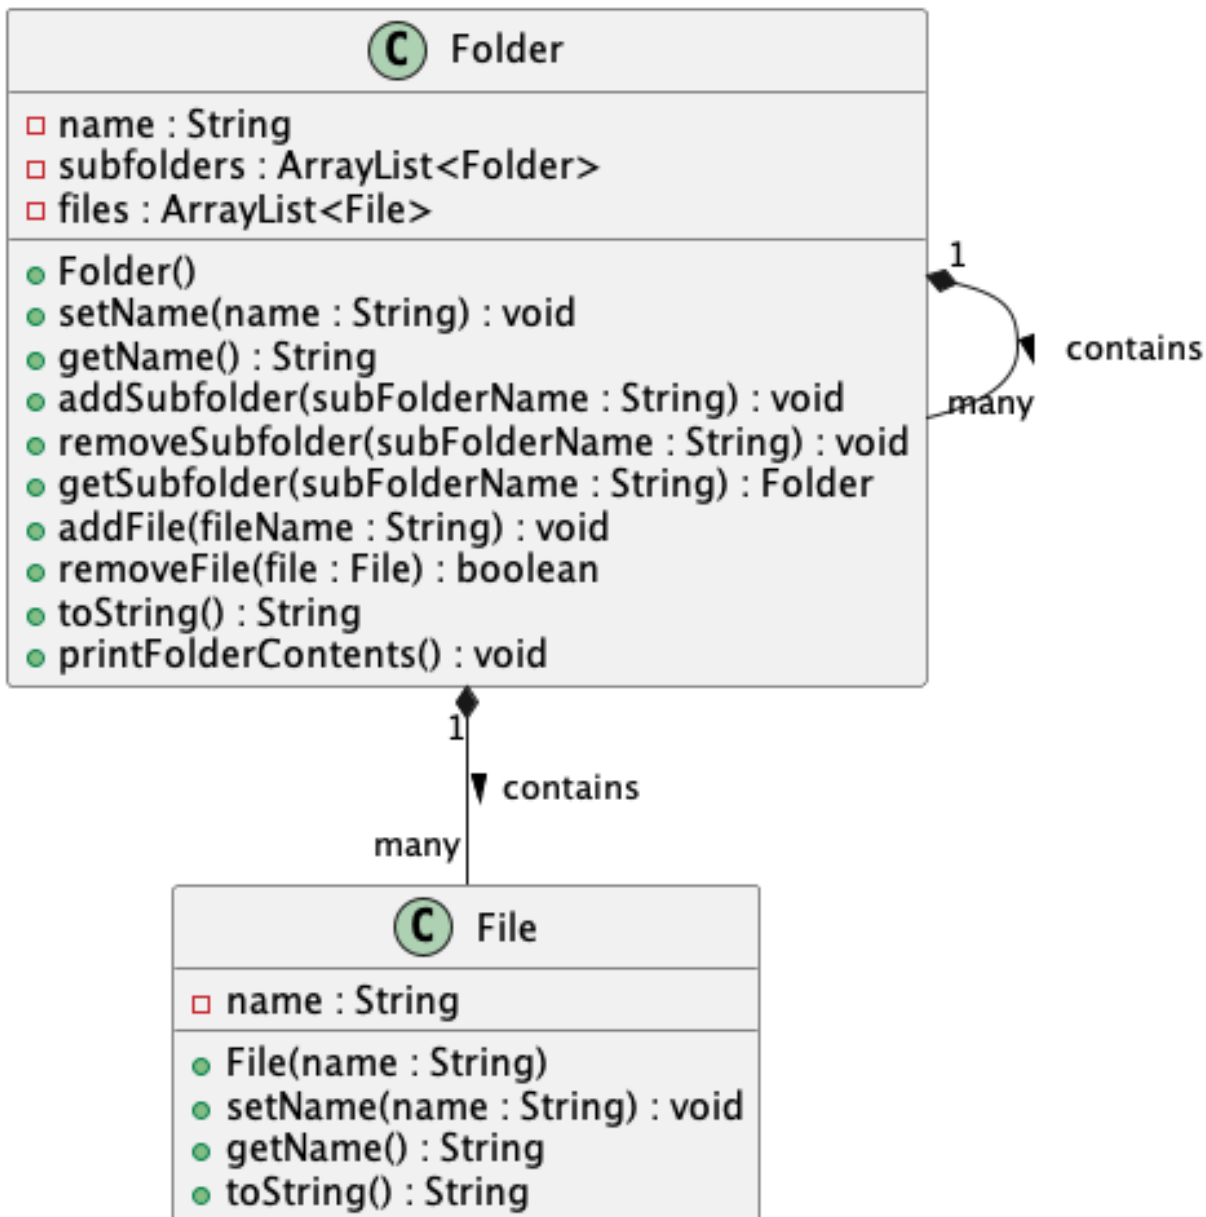 C Folder
name : String
subfolders : ArrayList<Folder>
files : ArrayList<File>
Folder()
setName(name : String) : void
getName() : String
addSubfolder(subFolderName : String) : void
removeSubfolder(subFolderName : String) : void
getSubfolder(subFolderName : String) : Folder
addFile(fileName : String) : void
removeFile(file : File) : boolean
toString() : String
printFolderContents() : void
1
contains
many
1
contains
many
C File
name : String
File(name : String)
setName(name : String) : void
getName() : String
toString() : String